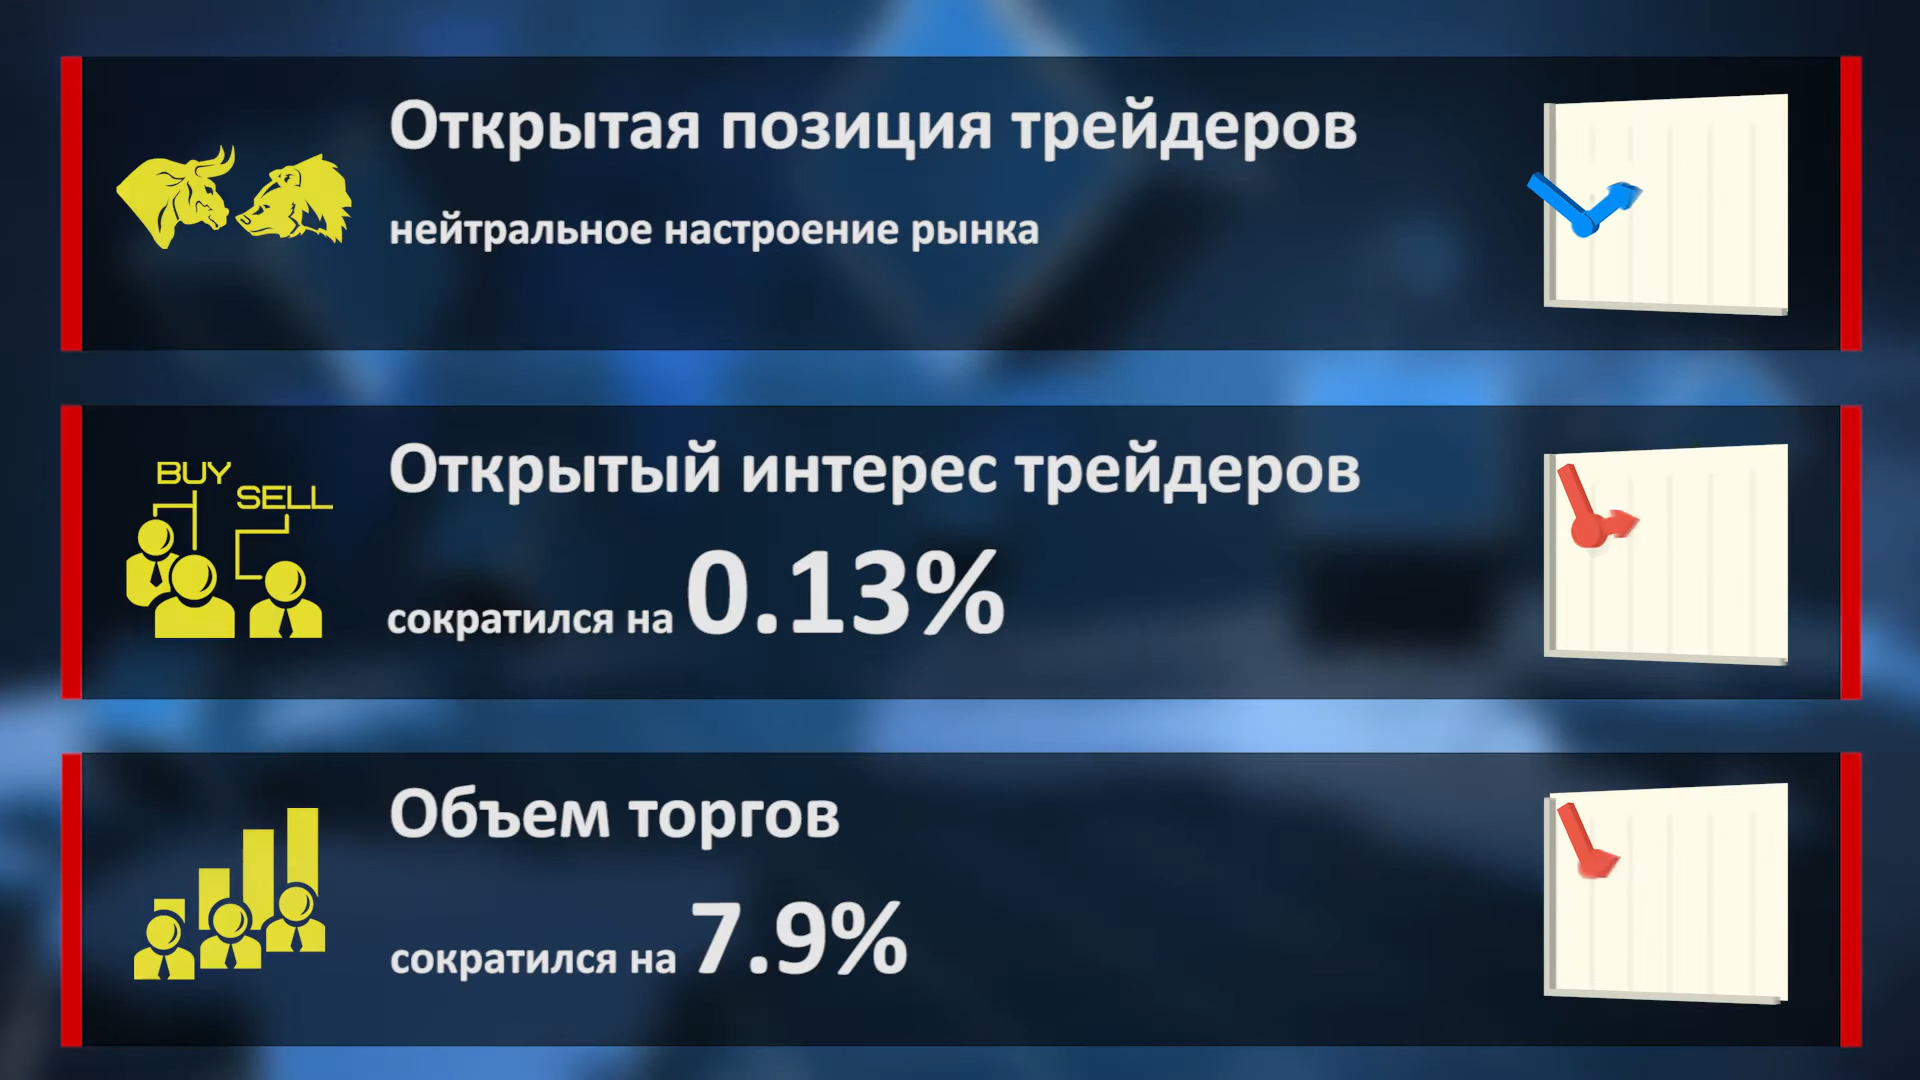 Открытая позиция трейдеров
нейтральное настроение рынка
BUY
SELL
Открытый интерес трейдеров
сократился на 0.13%
Объем торгов
сократился на 7.9%